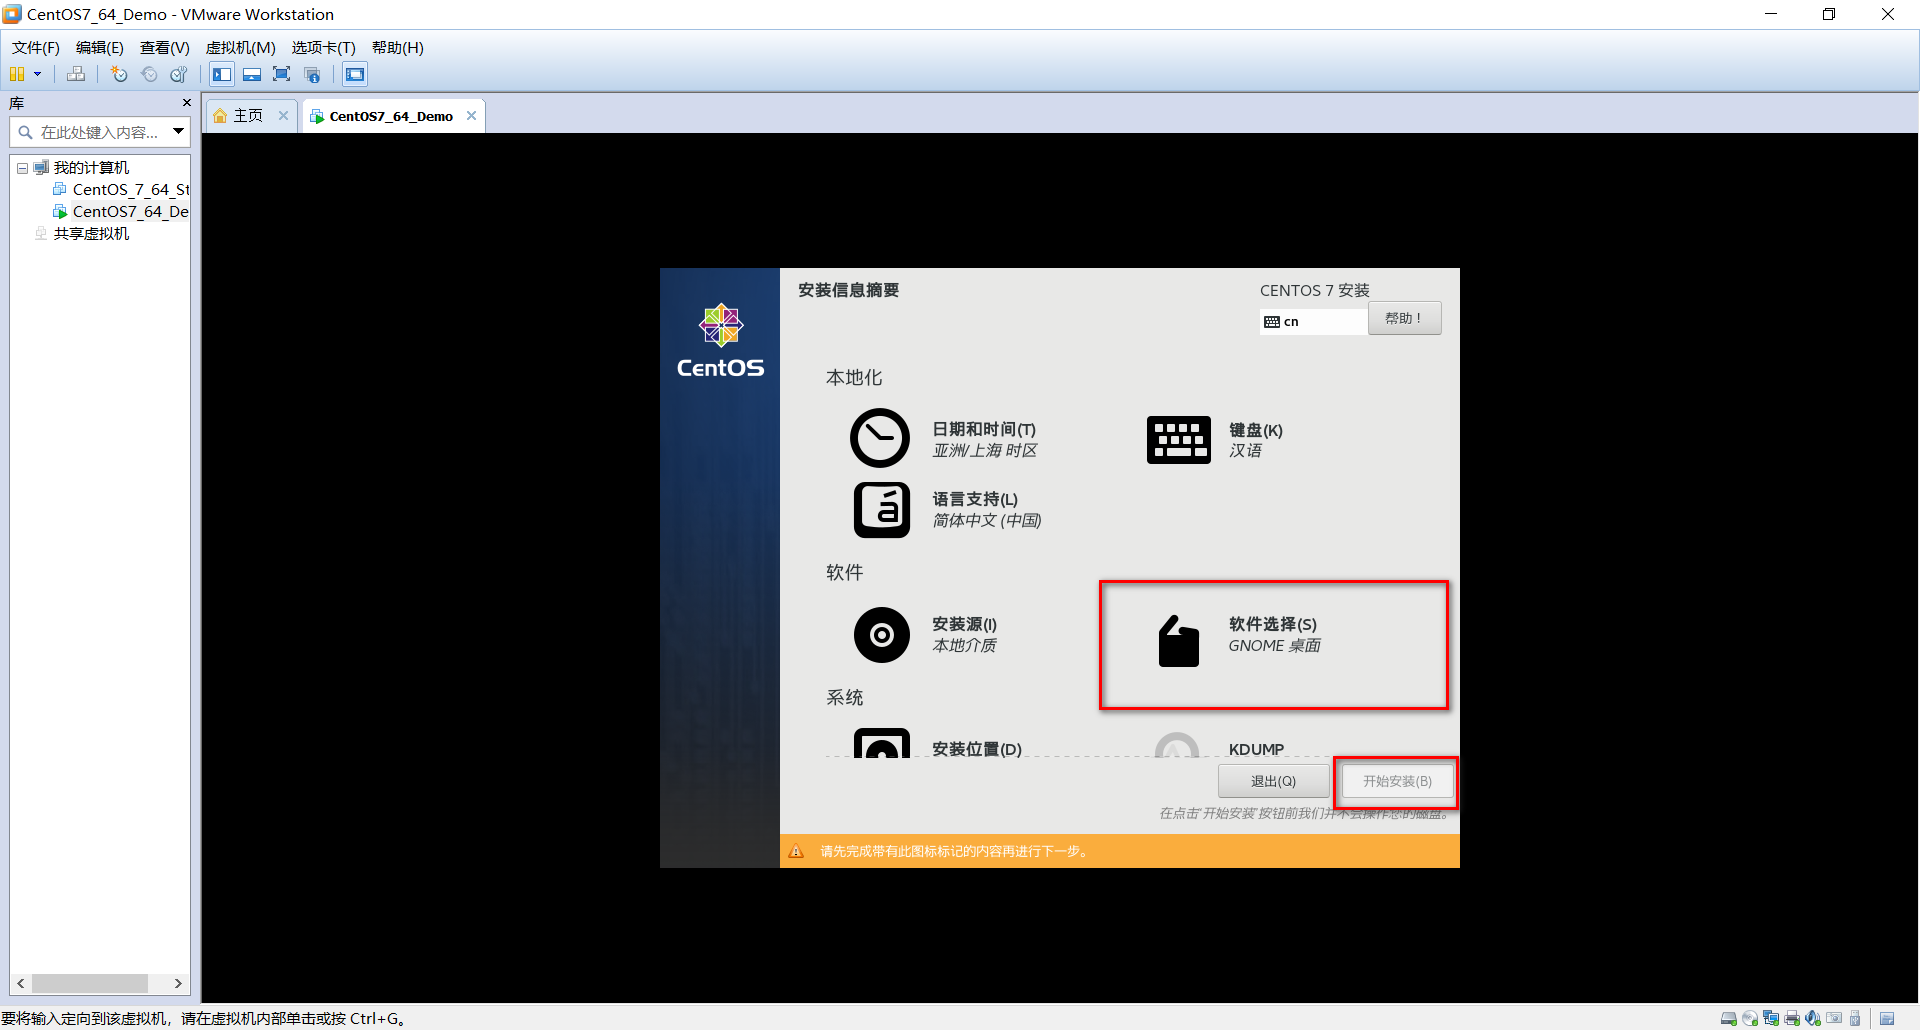 CentOS7_64_Demo - VMware Workstation
文件(F) 编辑(E) 查看(V) 虚拟机(M) 选项卡(T) 帮助(H)
库
在此处键入内容...
我的计算机
CentOS_7_64_St
CentOS7_64_De
共享虚拟机
主页
CentOS7_64_Demo
CentOS
安装信息摘要
CENTOS 7 安装
cn
帮助！
本地化
日期和时间(T)
亚洲/上海 时区
键盘(K)
汉语
语言支持(L)
简体中文 (中国)
软件
安装源(I)
本地介质
软件选择(S)
GNOME 桌面
系统
安装位置(D)
KDUMP
退出(Q)
开始安装(B)
在点击"开始安装"按钮前我们并不会操作您的磁盘。
请先完成带有此图标标记的内容再进行下一步。
要将输入定向到该虚拟机，请在虚拟机内部单击或按 Ctrl+G。